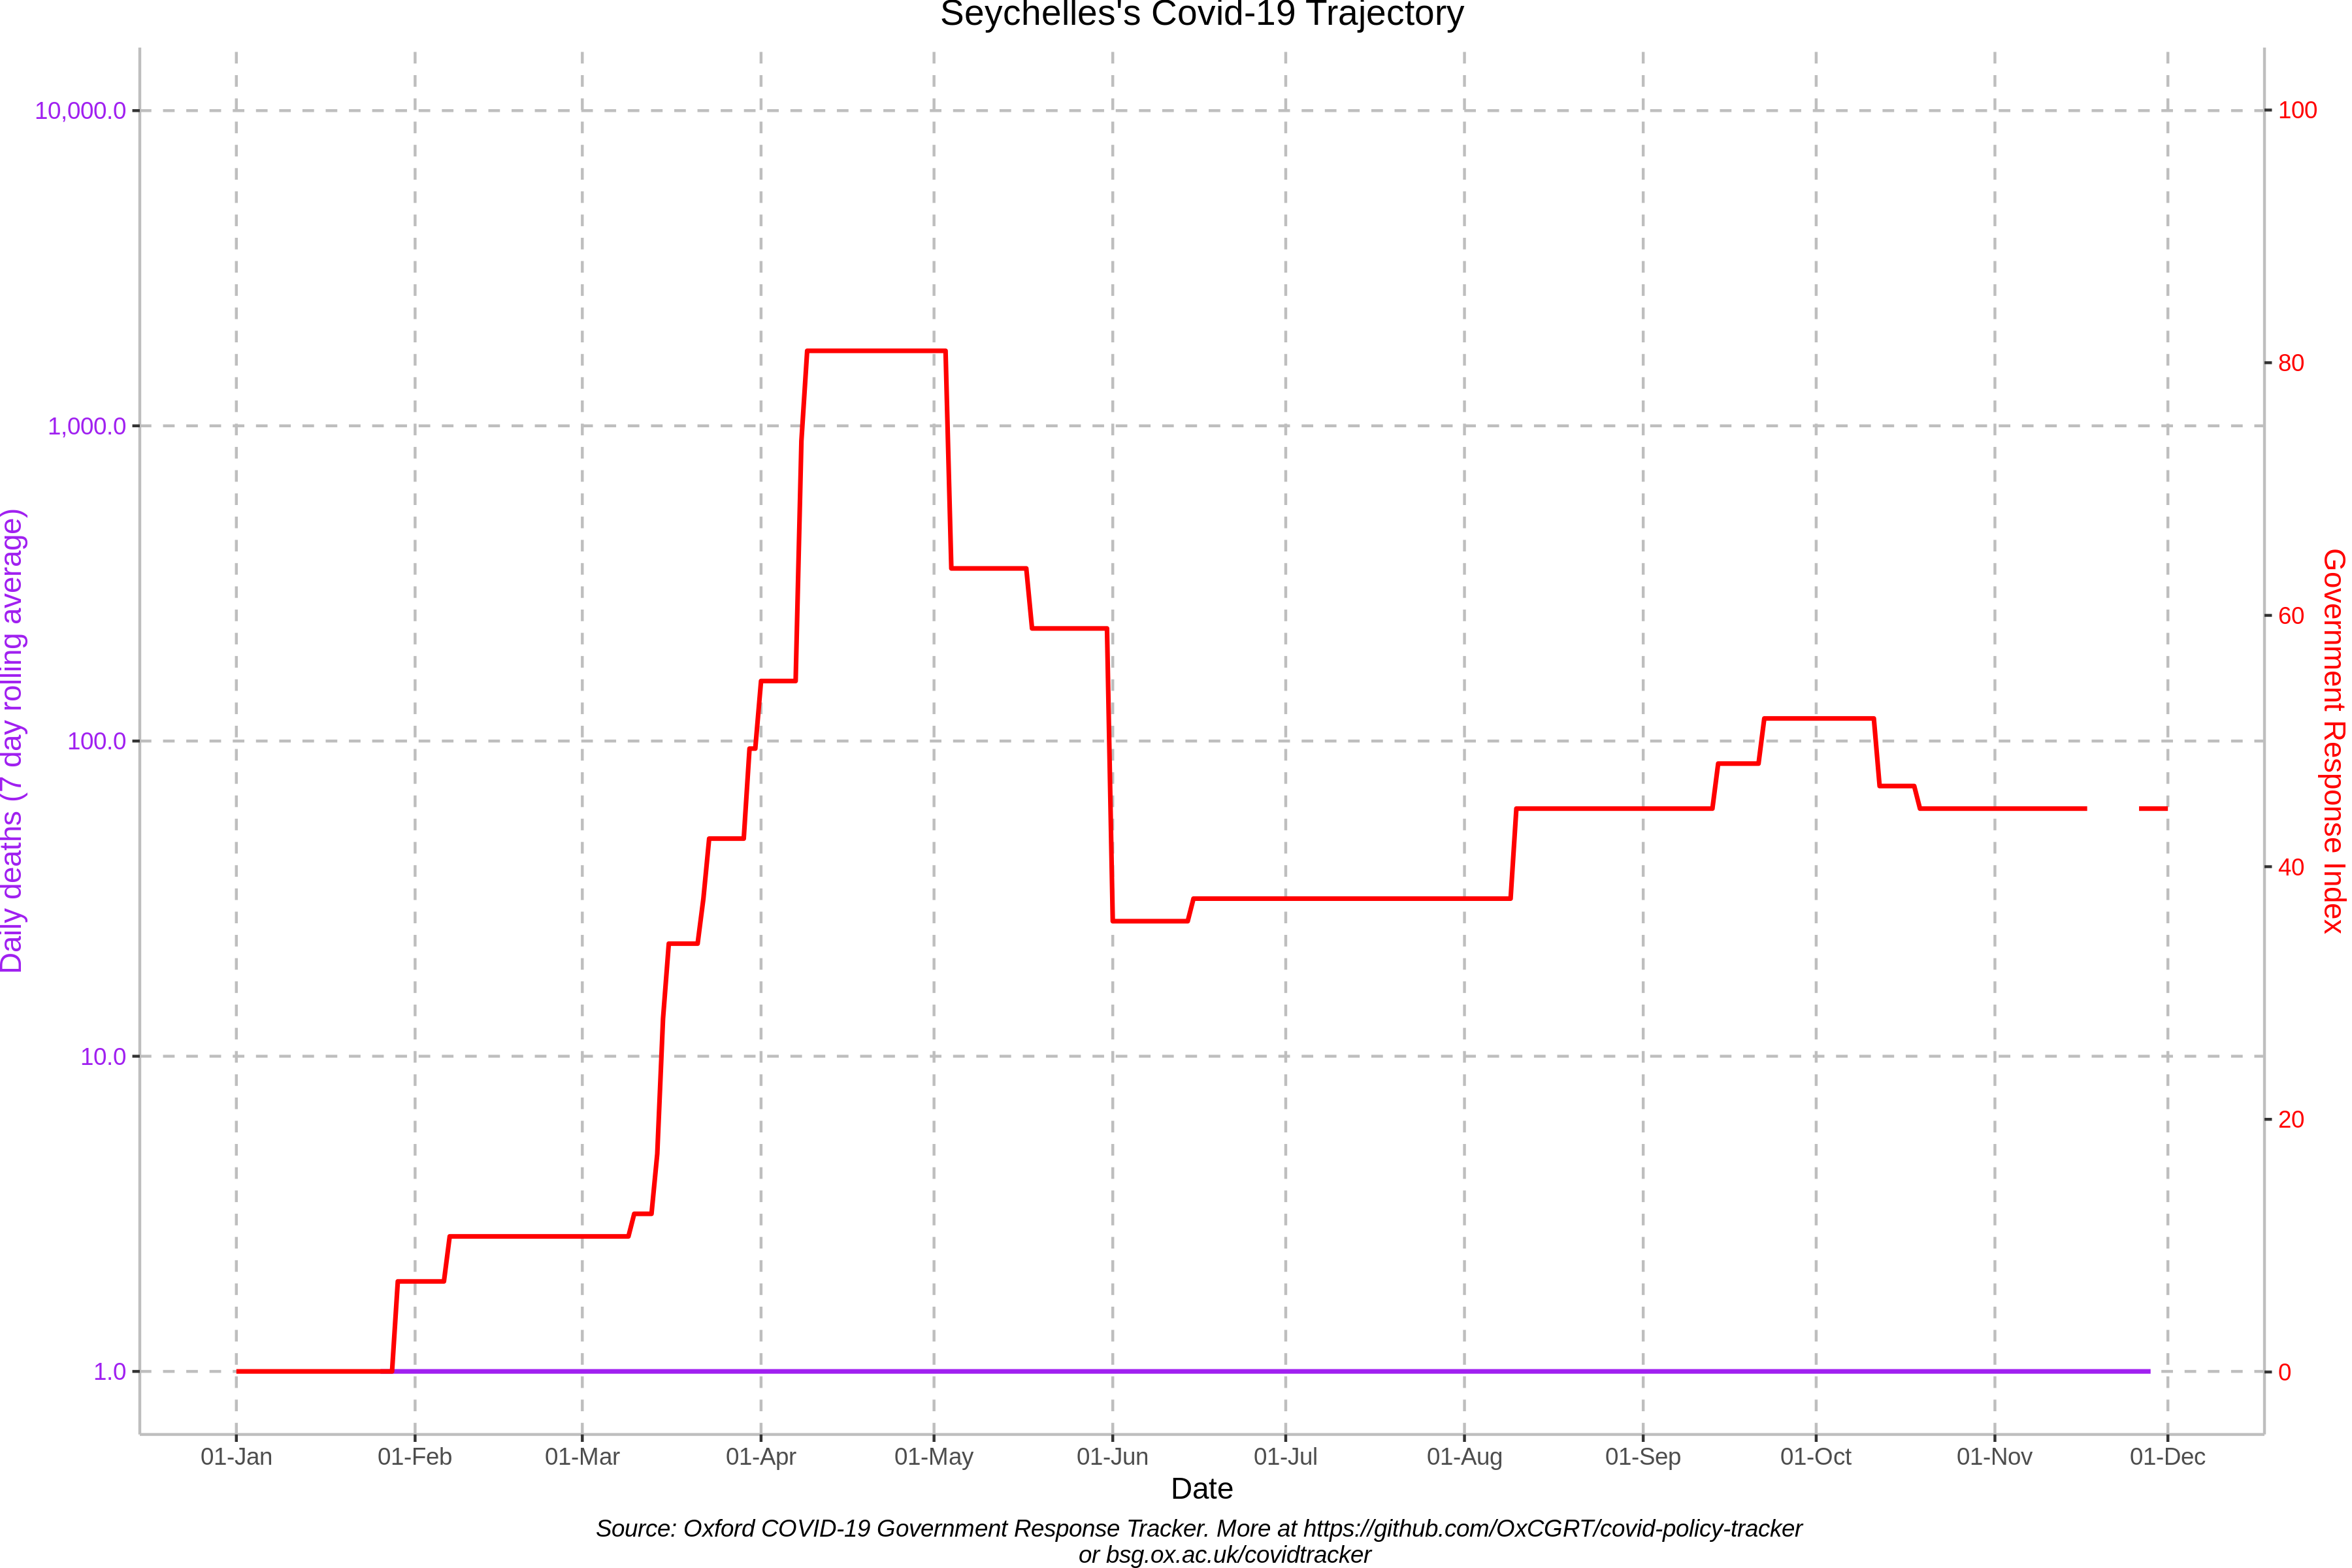 Seychelles's Covid-19 Trajectory
10,000.0
1,000.0
100.0
10.0
1.0
Daily deaths (7 day rolling average)
100
80
60
40
20
0
Government Response Index
01-Jan 01-Feb 01-Mar 01-Apr 01-May 01-Jun 01-Jul 01-Aug 01-Sep 01-Oct 01-Nov 01-Dec
Date
Source: Oxford COVID-19 Government Response Tracker. More at https://github.com/OxCGRT/covid-policy-tracker
or bsg.ox.ac.uk/covidtracker